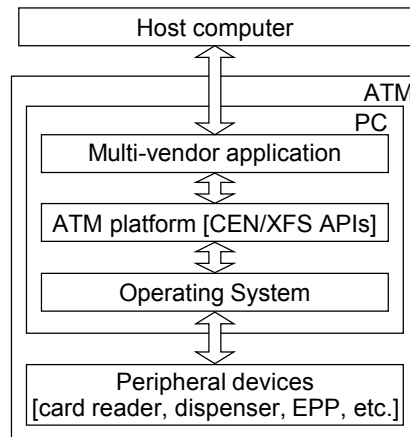 Host computer
ATM
PC
Multi-vendor application
ATM platform [CEN/XFS APIs]
Operating System
Peripheral devices
[card reader, dispenser, EPP, etc.]